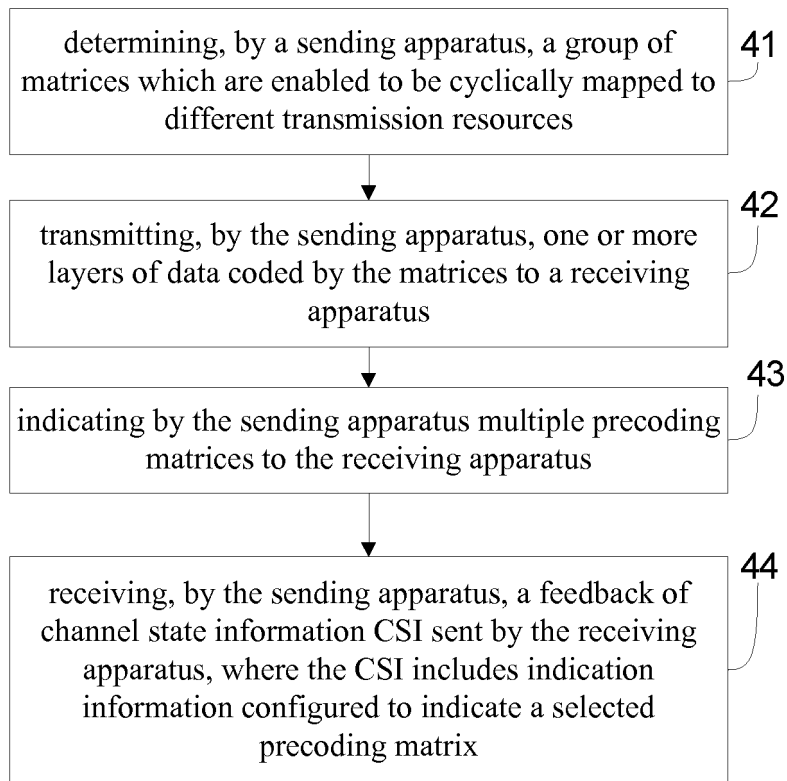 determining, by a sending apparatus, a group of
matrices which are enabled to be cyclically mapped to
different transmission resources
41
transmitting, by the sending apparatus, one or more
layers of data coded by the matrices to a receiving
apparatus
42
indicating by the sending apparatus multiple precoding
matrices to the receiving apparatus
43
receiving, by the sending apparatus, a feedback of
channel state information CSI sent by the receiving
apparatus, where the CSI includes indication
information configured to indicate a selected
precoding matrix
44